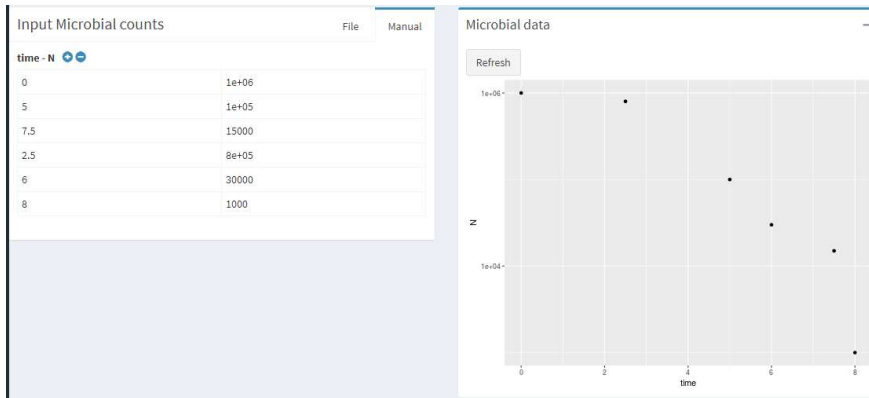 Input Microbial counts
File
Manual
time - N
0 1e+06
5 1e+05
7.5 15000
2.5 8e+05
6 30000
8 1000
Microbial data
Refresh
1e+06
N
1e+04
0 2 4 6 8
time